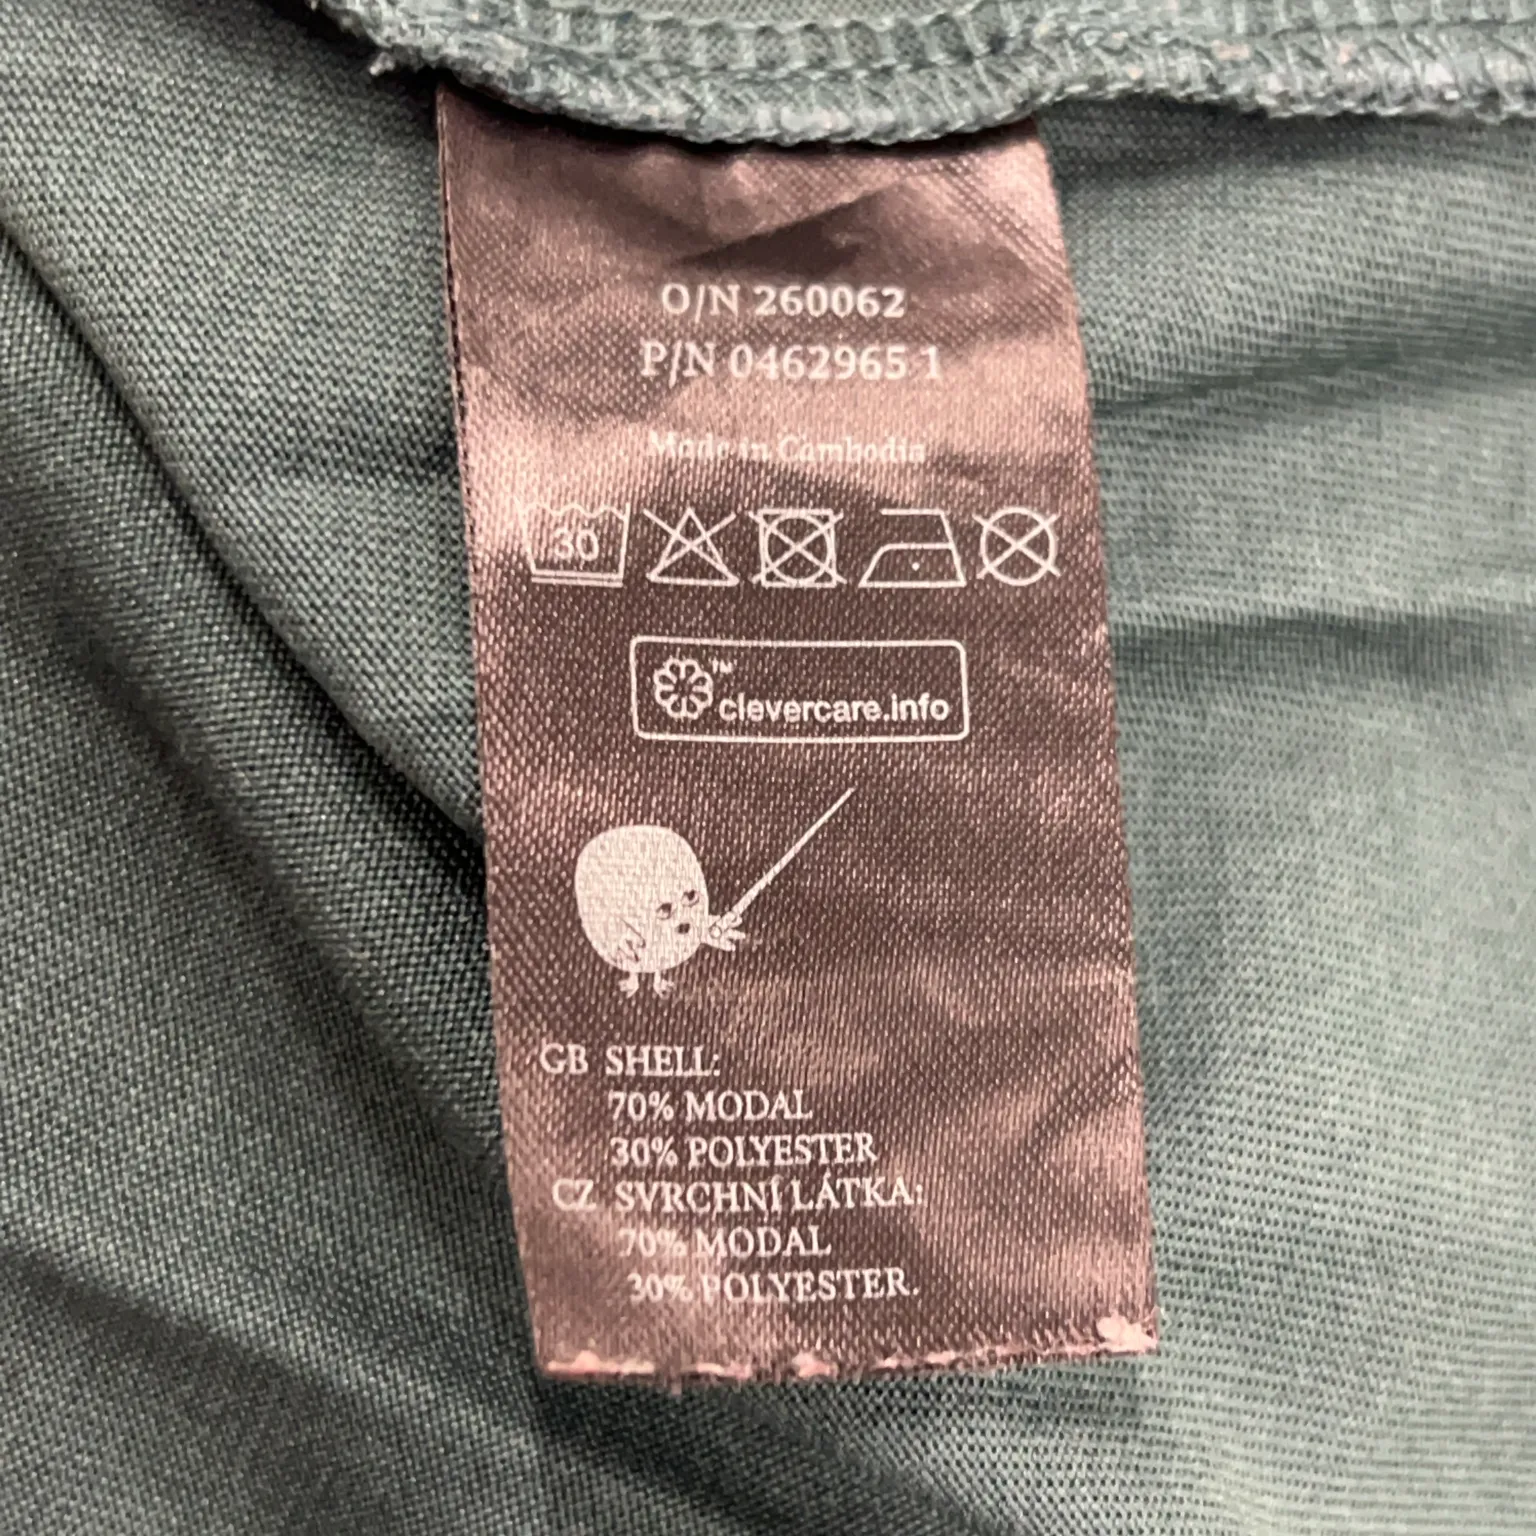 O/N 260062
P/N 0462965 1
Made in Cambodia
30
™
clevercare.info
GB SHELL:
70% MODAL
30% POLYESTER
CZ SVRCHNÍ LÁTKA:
70% MODAL
30% POLYESTER.